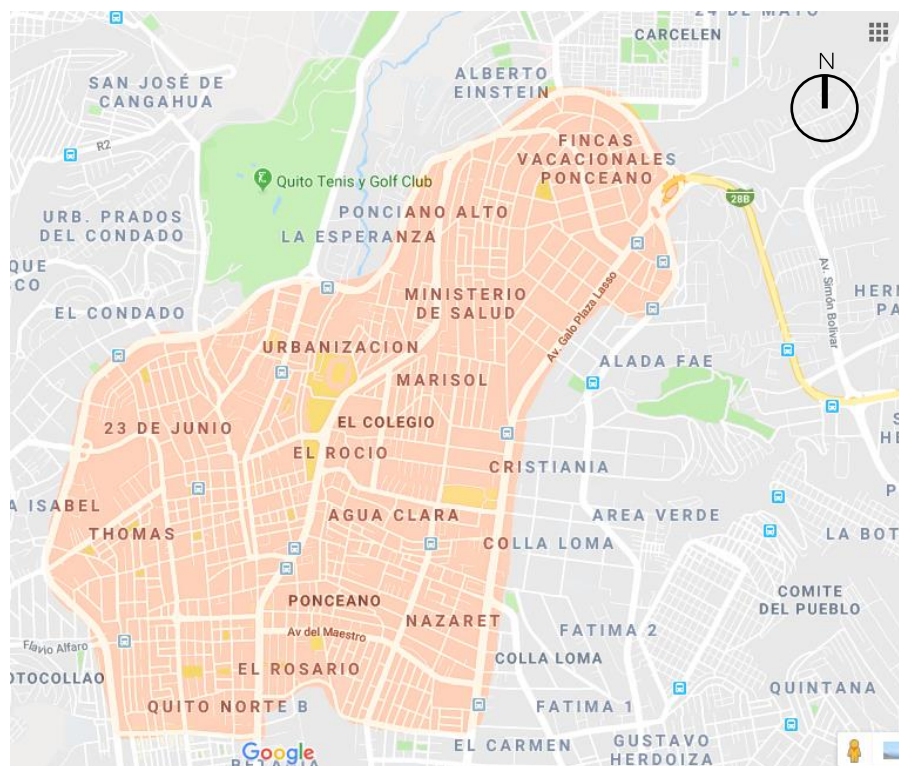 24 DE MAYO
CARCELEN
N
ALBERTO
EINSTEIN
SAN JOSÉ DE
CANGAHUA
R2
FINCAS
VACACIONALES
PONCEANO
Quito Tenis y Golf Club
28B
PONCIANO ALTO
URB. PRADOS
DEL CONDADO
LA ESPERANZA
QUE
CO
Av. Simón Bolívar
MINISTERIO
DE SALUD
HER
PA
EL CONDADO
Av. Galo Plaza Lasso
URBANIZACION
ALADA FAE
MARISOL
EL COLEGIO
23 DE JUNIO
EL ROCIO
CRISTIANIA
A ISABEL
AGUA CLARA
AREA VERDE
THOMAS
COLLA LOMA
LA BOT
COMITE
DEL PUEBLO
PONCEANO
NAZARET
Av del Maestro
FATIMA 2
Flavio Alfaro
COLLA LOMA
EL ROSARIO
OTOCOLLAO
QUINTANA
QUITO NORTE B
FATIMA 1
EL CARMEN
GUSTAVO
HERDOIZA
Google